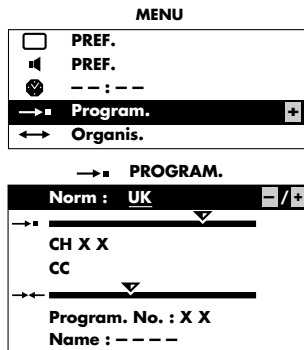 MENU
PREF.
PREF.
– – : – –
Program. +
Organis.
PROGRAM.
Norm : UK – / +
CH X X
CC
Program. No. : X X
Name : – – – –